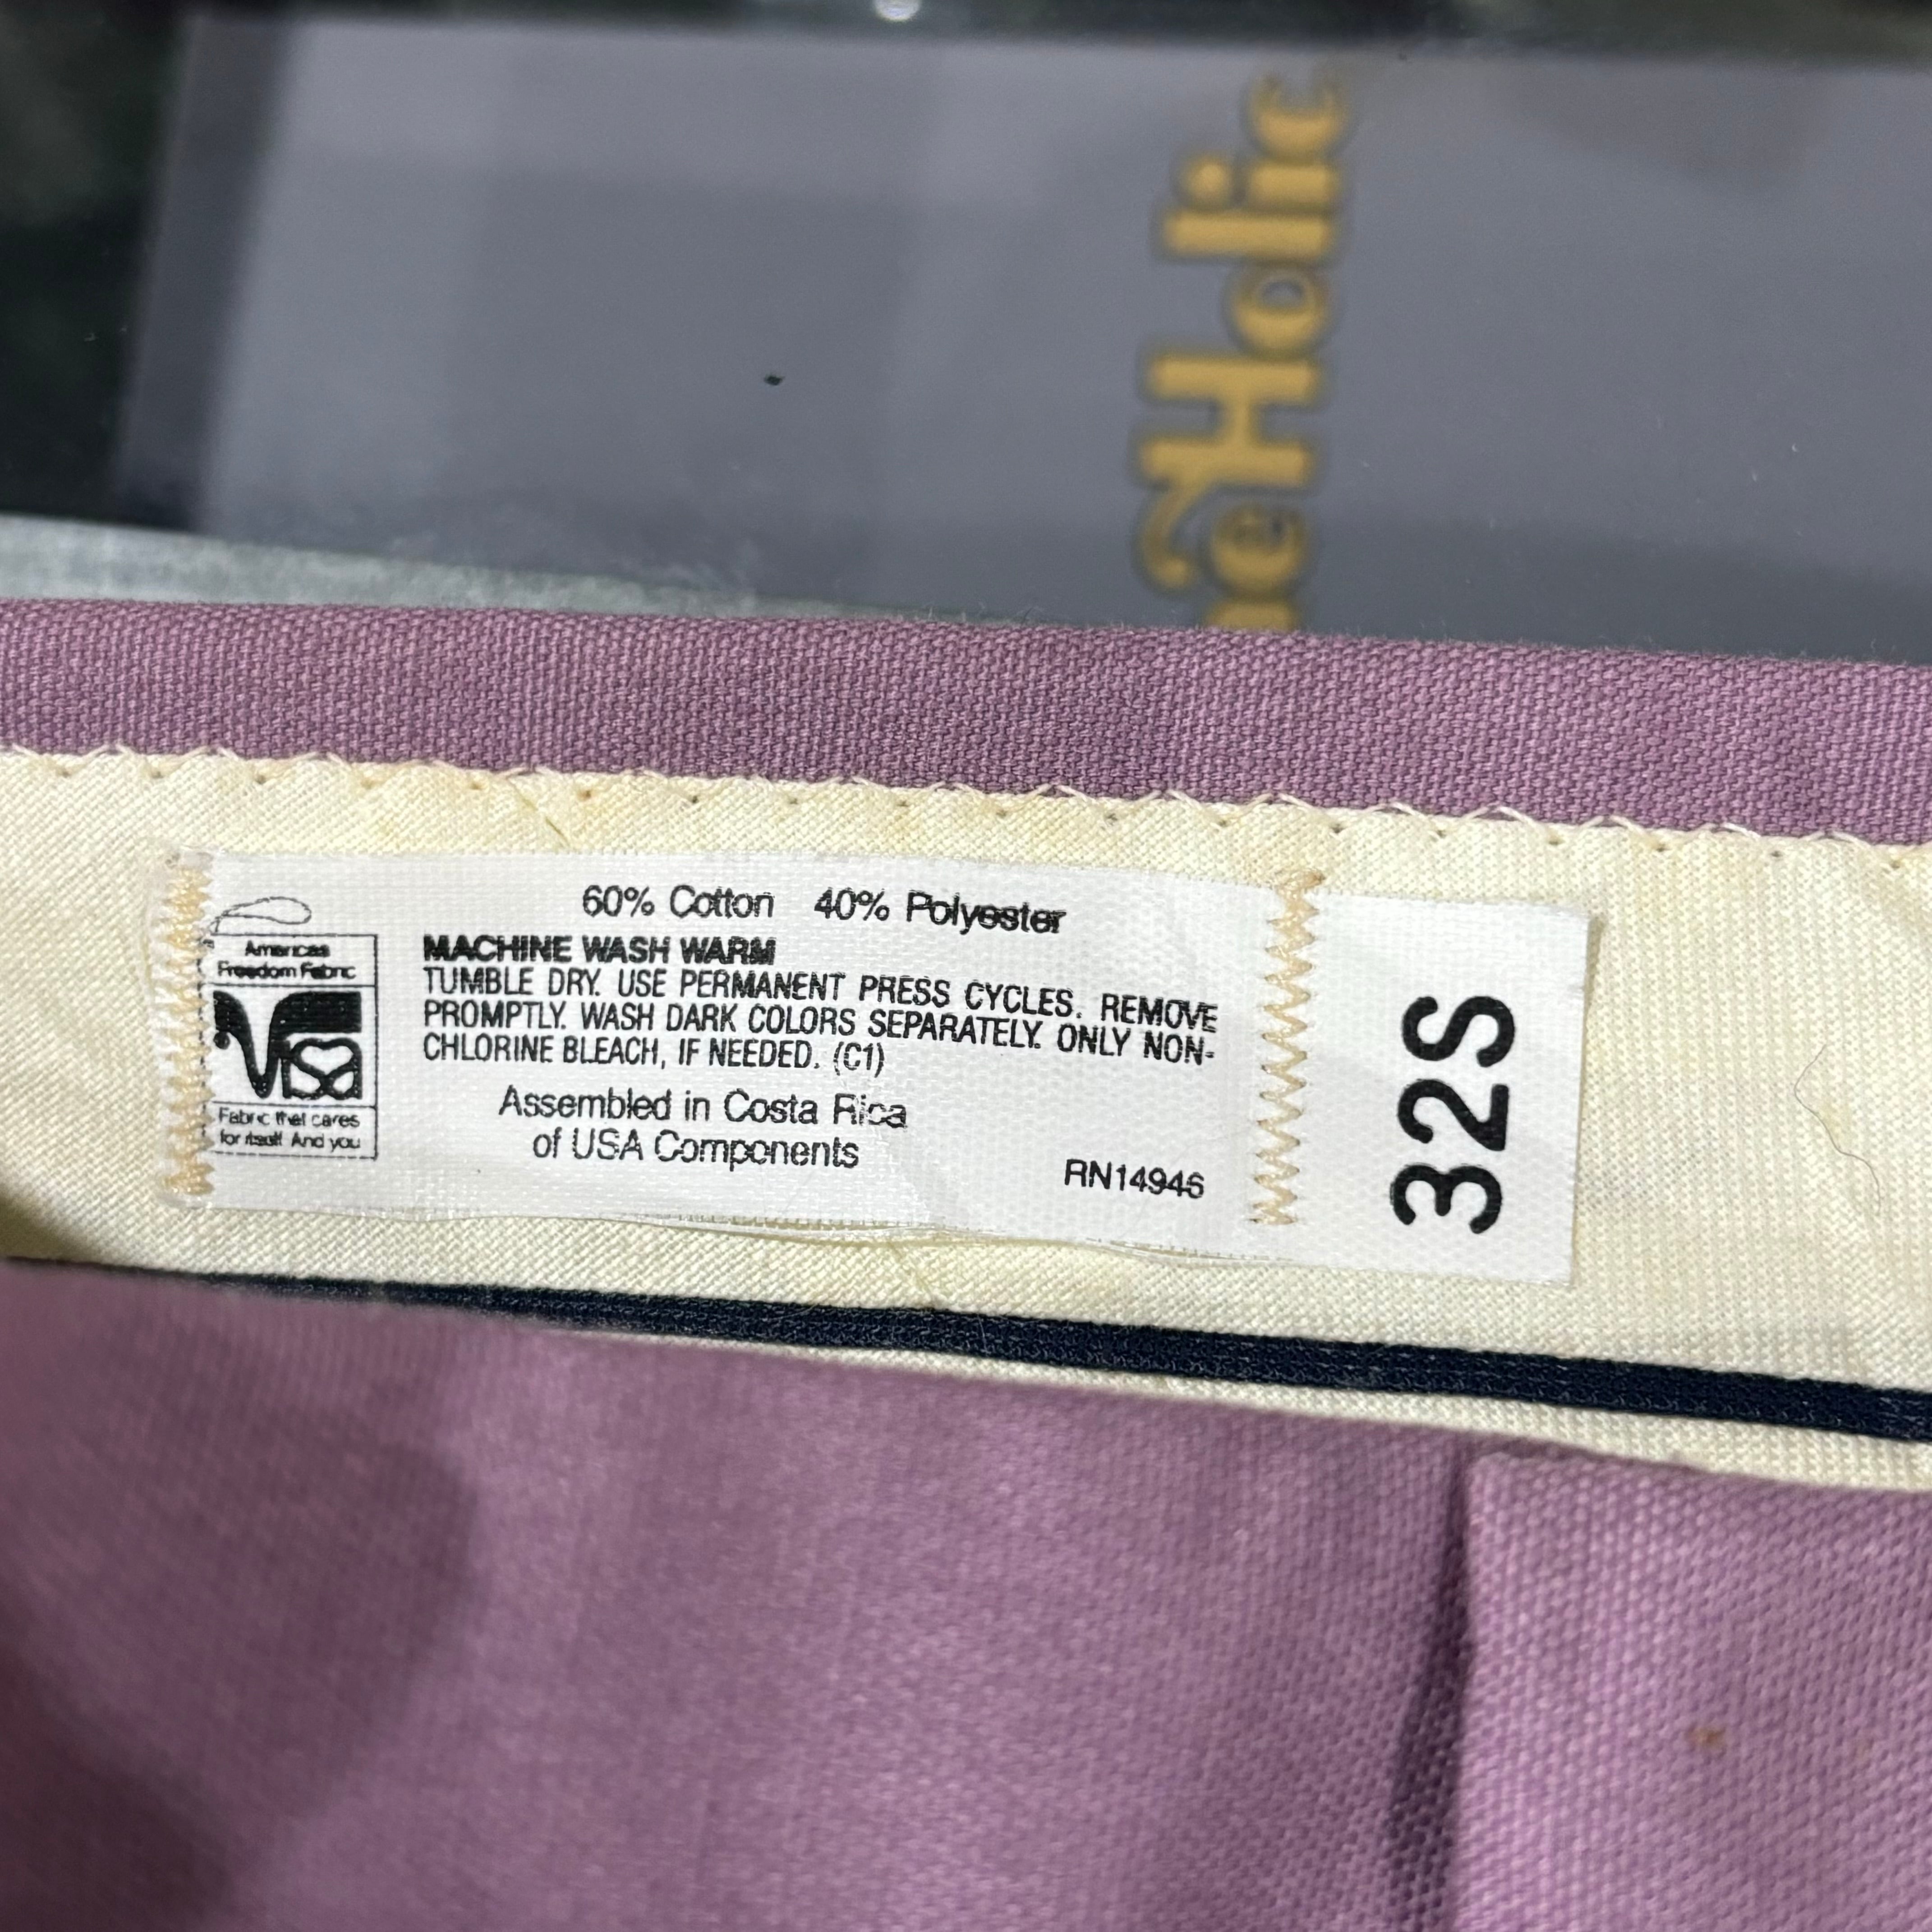 eHolic
60% Cotton 40% Polyester
Americas
Freedom Fabric
Visa
Fabric that cares
for itself. And you
MACHINE WASH WARM
TUMBLE DRY. USE PERMANENT PRESS CYCLES. REMOVE
PROMPTLY. WASH DARK COLORS SEPARATELY. ONLY NON-
CHLORINE BLEACH, IF NEEDED. (C1)
Assembled in Costa Rica
of USA Components
RN14946
32S